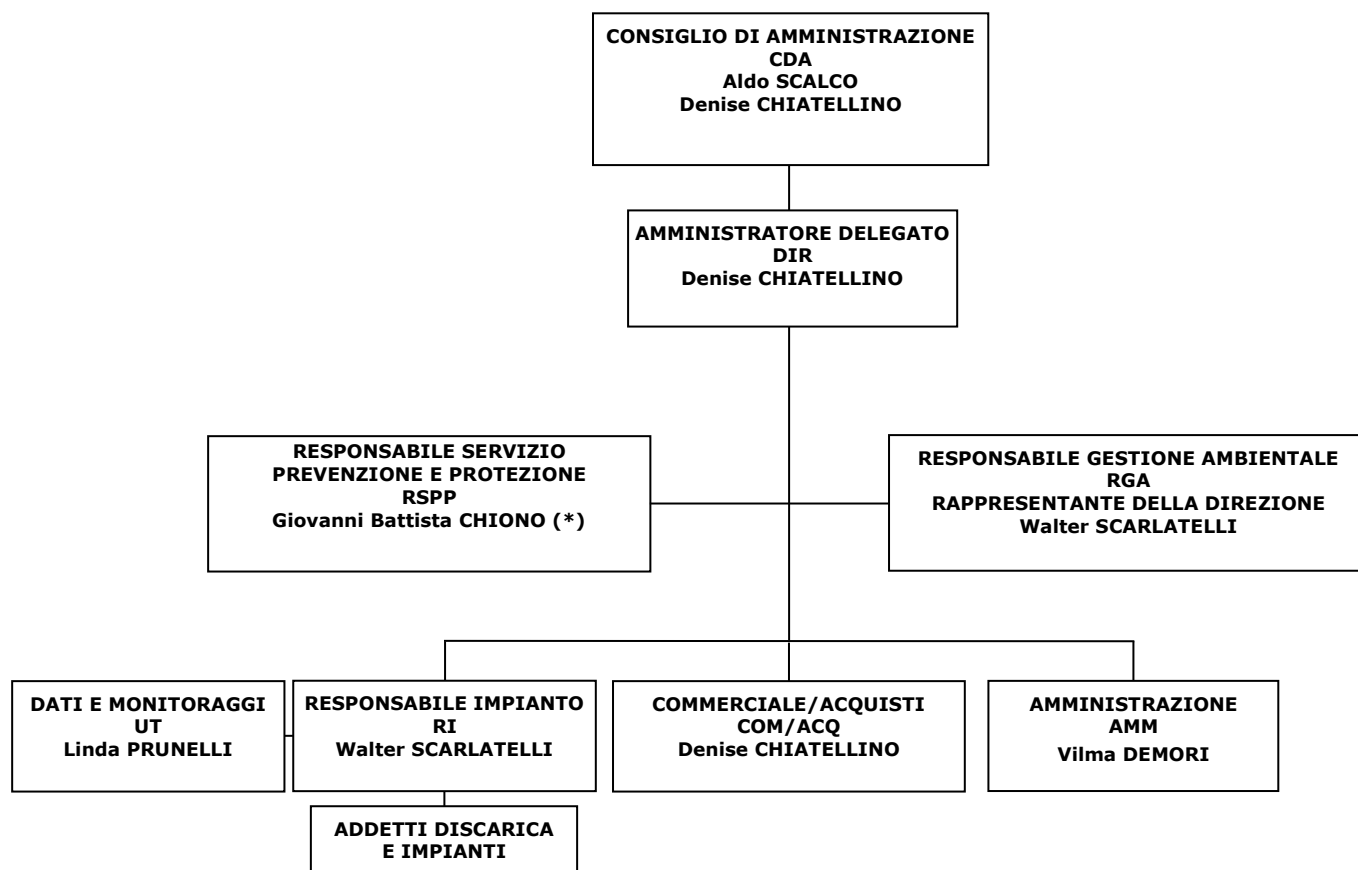 CONSIGLIO DI AMMINISTRAZIONE
CDA
Aldo SCALCO
Denise CHIATELLINO
AMMINISTRATORE DELEGATO
DIR
Denise CHIATELLINO
RESPONSABILE SERVIZIO
PREVENZIONE E PROTEZIONE
RSPP
Giovanni Battista CHIONO (*)
RESPONSABILE GESTIONE AMBIENTALE
RGA
RAPPRESENTANTE DELLA DIREZIONE
Walter SCARLATELLI
DATI E MONITORAGGI
UT
Linda PRUNELLI
RESPONSABILE IMPIANTO
RI
Walter SCARLATELLI
COMMERCIALE/ACQUISTI
COM/ACQ
Denise CHIATELLINO
AMMINISTRAZIONE
AMM
Vilma DEMORI
ADDETTI DISCARICA
E IMPIANTI